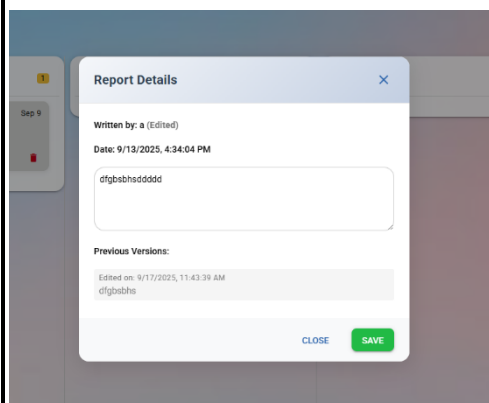 1
Sep 9
Report Details
Written by: a (Edited)
Date: 9/13/2025, 4:34:04 PM
dfgbsbhsddddd
Previous Versions:
Edited on: 9/17/2025, 11:43:39 AM
dfgbsbhs
CLOSE
SAVE